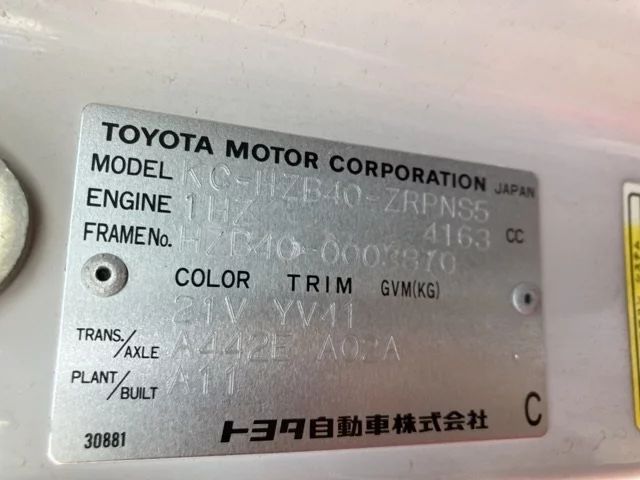 TOYOTA MOTOR CORPORATION JAPAN
MODEL KC-HZB40-ZRPNS5
ENGINE 1HZ 4163 CC
FRAME No. HZB40-0003870
COLOR TRIM GVM(KG)
21V YV41
TRANS./AXLE A442E A02A
PLANT/BUILT A11
トヨタ自動車株式会社 C
30881